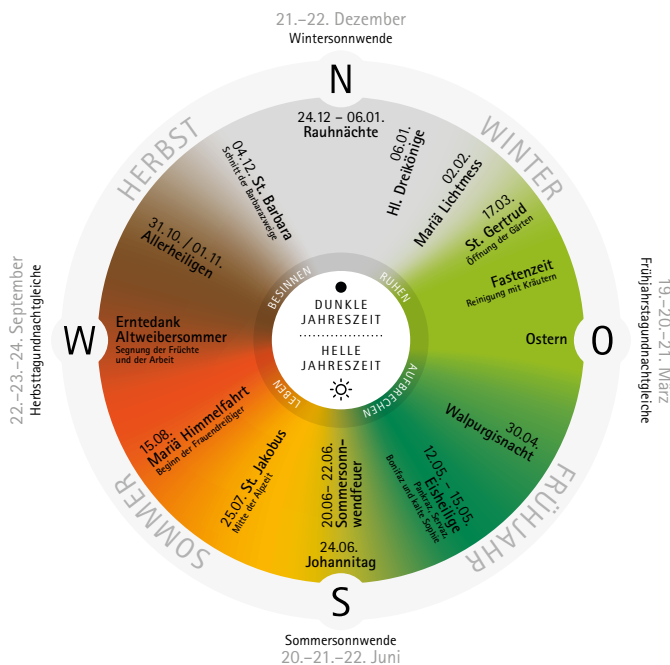 21.–22. Dezember
Wintersonnwende
N
HERBST
WINTER
24.12 – 06.01.
Rauhnächte
06.01.
Hl. Dreikönige
02.02.
Mariä Lichtmess
17.03.
St. Gertrud
Öffnung der Gärten
Fastenzeit
Reinigung mit Kräutern
Ostern
O
19.–20.–21. März
Frühjahrstagundnachtgleiche
30.04.
Walpurgisnacht
12.05. – 15.05.
Eisheilige
Pankraz, Servaz,
Bonifaz und kalte Sophie
FRÜHJAHR
20.06– 22.06.
Sommersonn-
wendfeuer
24.06.
Johannitag
S
Sommersonnwende
20.–21.–22. Juni
25.07. St. Jakobus
Mitte der Alpzeit
SOMMER
15.08.
Mariä Himmelfahrt
Beginn der Frauendreißiger
Erntedank
Altweibersommer
Segnung der Früchte
und der Arbeit
W
22.–23.–24. September
Herbsttagundnachtgleiche
31.10. / 01.11.
Allerheiligen
04.12. St. Barbara
Schnitt der Barbarazweige
BESINNEN
RUHEN
DUNKLE
JAHRESZEIT
HELLE
JAHRESZEIT
LEBEN
AUFBRECHEN